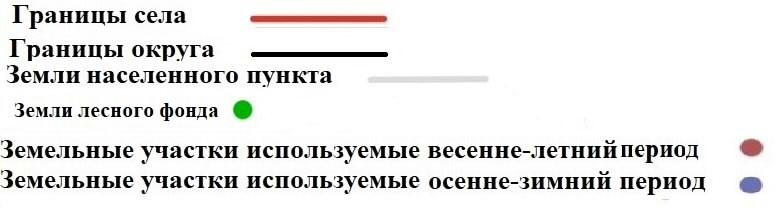 Границы села
Границы округа
Земли населенного пункта
Земли лесного фонда
Земельные участки используемые весенне-летний период
Земельные участки используемые осенне-зимний период